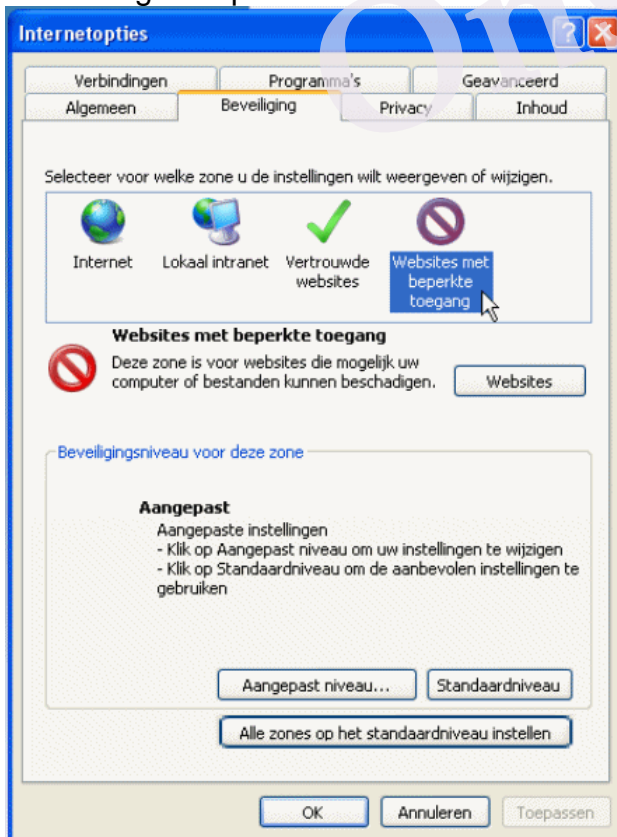 Internetopties
Verbindingen Programma's Geavanceerd
Algemeen Beveiliging Privacy Inhoud
Selecteer voor welke zone u de instellingen wilt weergeven of wijzigen.
Internet Lokaal intranet Vertrouwde websites Websites met beperkte toegang
Websites met beperkte toegang
Deze zone is voor websites die mogelijk uw
computer of bestanden kunnen beschadigen. Websites
Beveiligingsniveau voor deze zone
Aangepast
Aangepaste instellingen
- Klik op Aangepast niveau om uw instellingen te wijzigen
- Klik op Standaardniveau om de aanbevolen instellingen te
gebruiken
Aangepast niveau... Standaardniveau
Alle zones op het standaardniveau instellen
OK Annuleren Toepassen